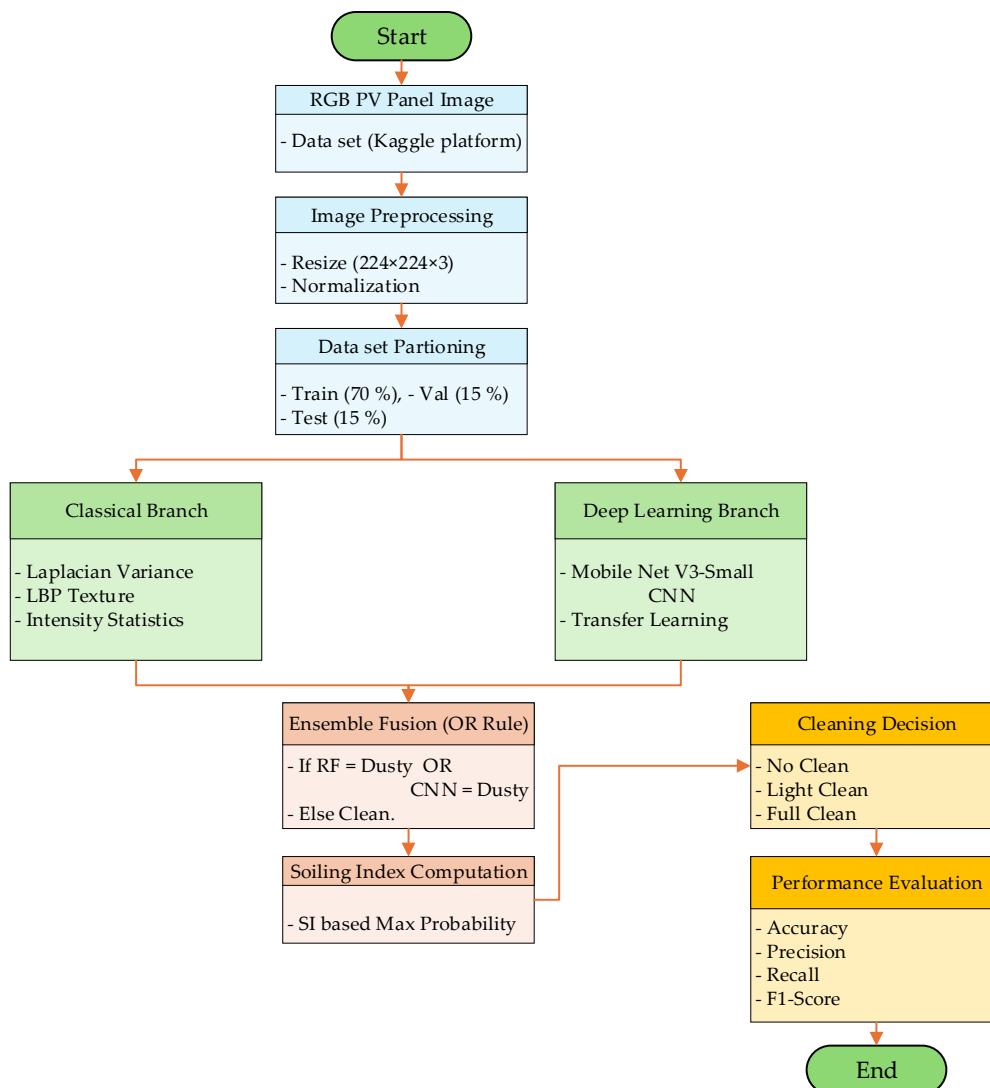 Start
RGB PV Panel Image
- Data set (Kaggle platform)
Image Preprocessing
- Resize (224×224×3)
- Normalization
Data set Partioning
- Train (70 %), - Val (15 %)
- Test (15 %)
Classical Branch
- Laplacian Variance
- LBP Texture
- Intensity Statistics
Deep Learning Branch
- Mobile Net V3-Small
CNN
- Transfer Learning
Ensemble Fusion (OR Rule)
- If RF = Dusty OR
CNN = Dusty
- Else Clean.
Soiling Index Computation
- SI based Max Probability
Cleaning Decision
- No Clean
- Light Clean
- Full Clean
Performance Evaluation
- Accuracy
- Precision
- Recall
- F1-Score
End